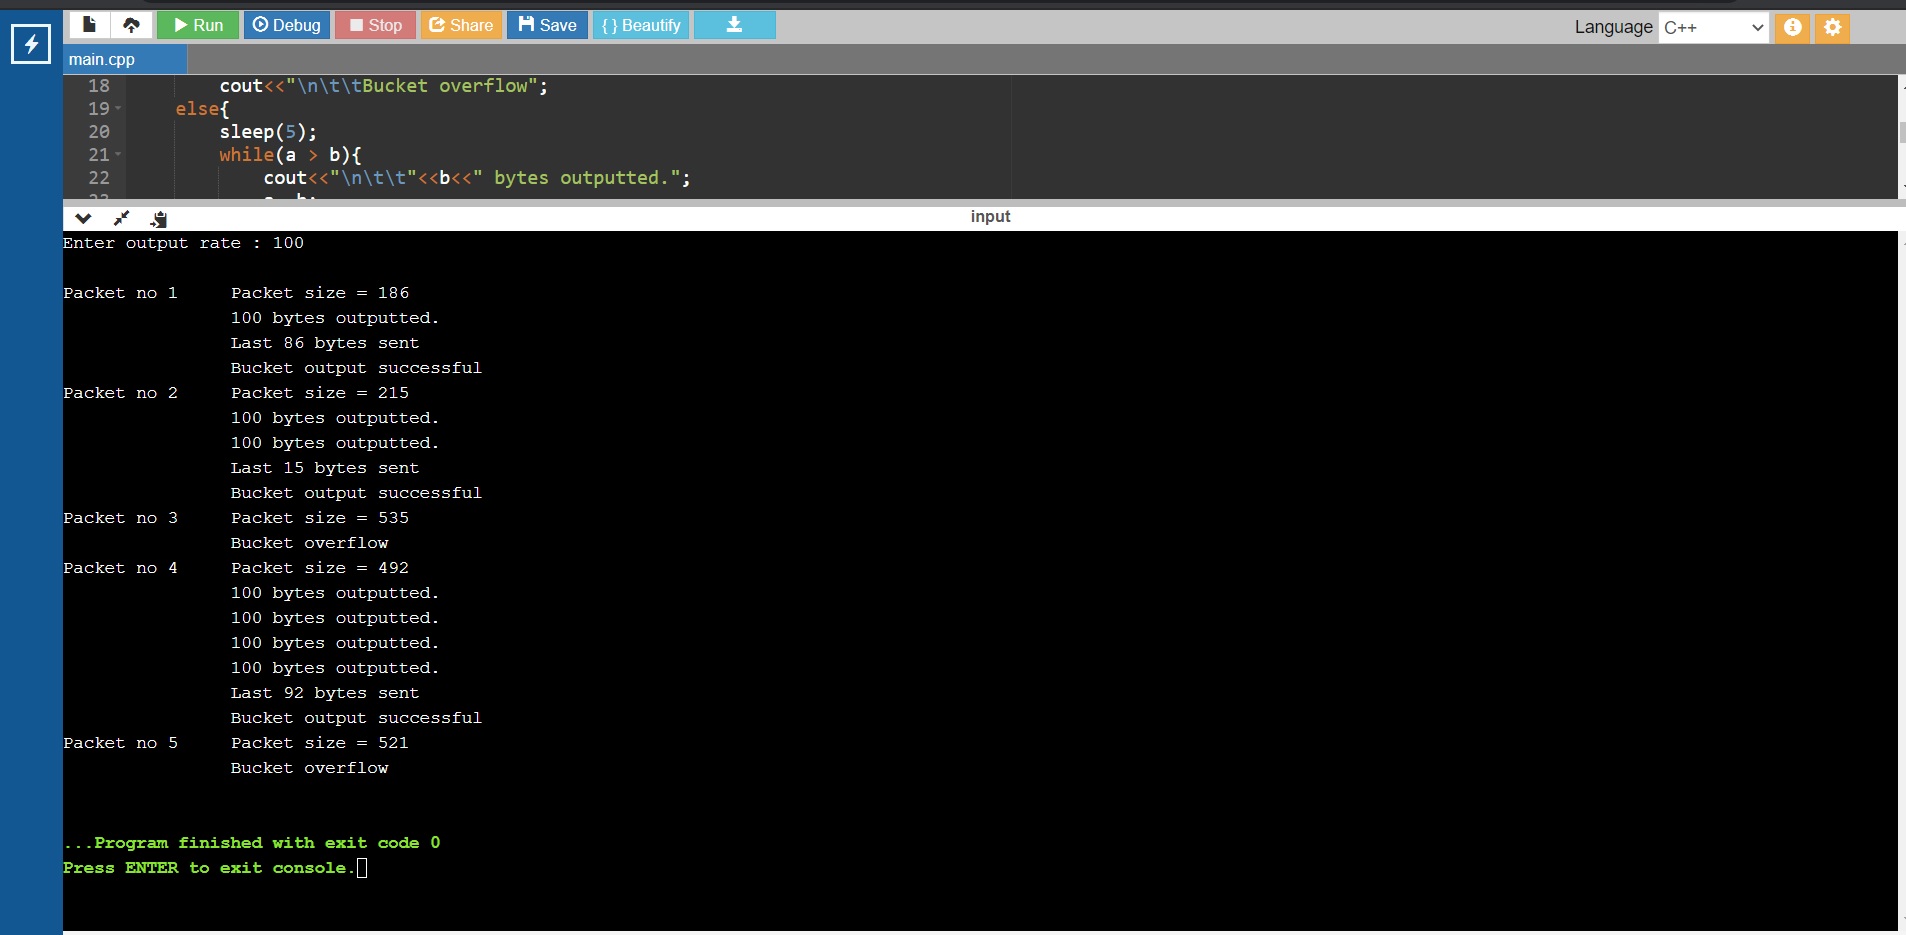 Run Debug Stop Share Save { } Beautify Language C++
main.cpp
18 cout<<"\n\t\tBucket overflow";
19 else{
20 sleep(5);
21 while(a > b){
22 cout<<"\n\t\t"<<b<<" bytes outputted.";
input
Enter output rate : 100
Packet no 1 Packet size = 186
100 bytes outputted.
Last 86 bytes sent
Bucket output successful
Packet no 2 Packet size = 215
100 bytes outputted.
100 bytes outputted.
Last 15 bytes sent
Bucket output successful
Packet no 3 Packet size = 535
Bucket overflow
Packet no 4 Packet size = 492
100 bytes outputted.
100 bytes outputted.
100 bytes outputted.
100 bytes outputted.
Last 92 bytes sent
Bucket output successful
Packet no 5 Packet size = 521
Bucket overflow
...Program finished with exit code 0
Press ENTER to exit console.